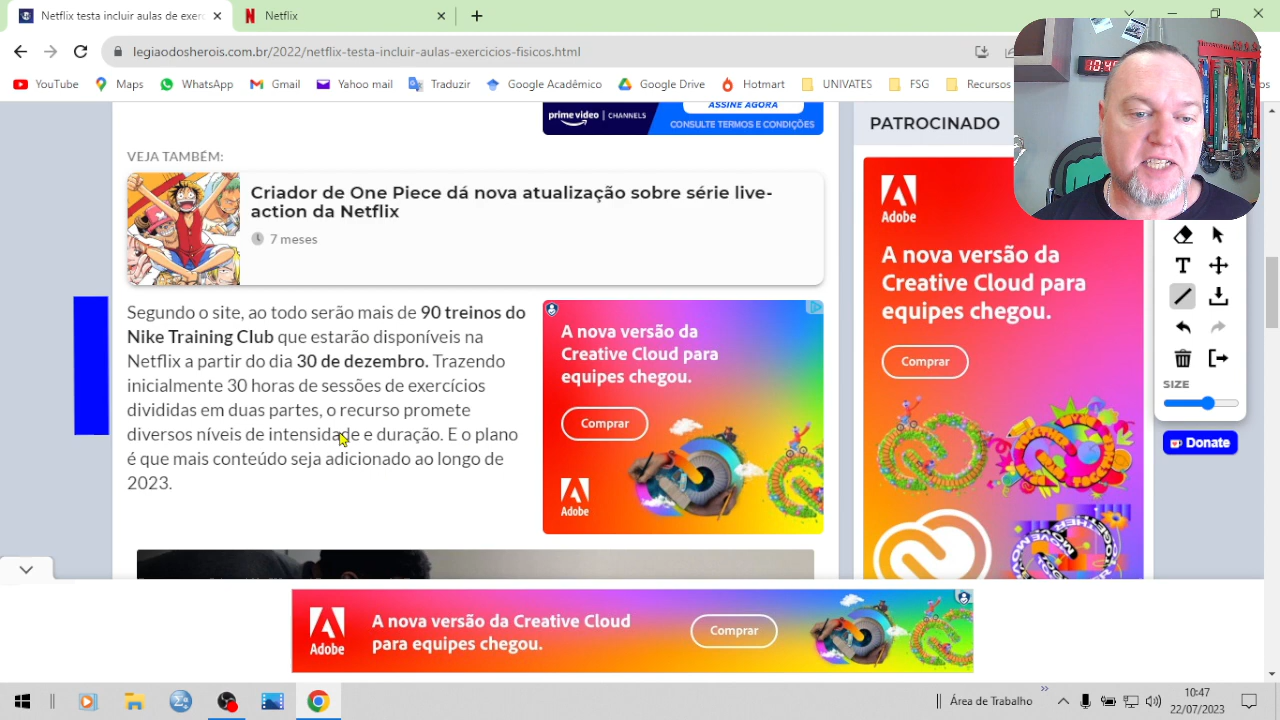 Netflix testa incluir aulas de exer
Netflix
legiaodosherois.com.br/2022/netflix-testa-incluir-aulas-exercicios-fisicos.html
YouTube
Maps
WhatsApp
Gmail
Yahoo mail
Traduzir
Google Acadêmico
Google Drive
Hotmart
UNIVATES
FSG
Recursos
10:46
prime video | CHANNELS
ASSINE AGORA
CONSULTE TERMOS E CONDIÇÕES
PATROCINADO
VEJA TAMBÉM:
Criador de One Piece dá nova atualização sobre série live-
action da Netflix
7 meses
Segundo o site, ao todo serão mais de 90 treinos do
Nike Training Club que estarão disponíveis na
Netflix a partir do dia 30 de dezembro. Trazendo
inicialmente 30 horas de sessões de exercícios
divididas em duas partes, o recurso promete
diversos níveis de intensidade e duração. E o plano
é que mais conteúdo seja adicionado ao longo de
2023.
A nova versão da
Creative Cloud para
equipes chegou.
Comprar
Adobe
Adobe
A nova versão da
Creative Cloud para
equipes chegou.
Comprar
T
SIZE
Donate
Adobe
A nova versão da Creative Cloud
para equipes chegou.
Comprar
Área de Trabalho
10:47
22/07/2023